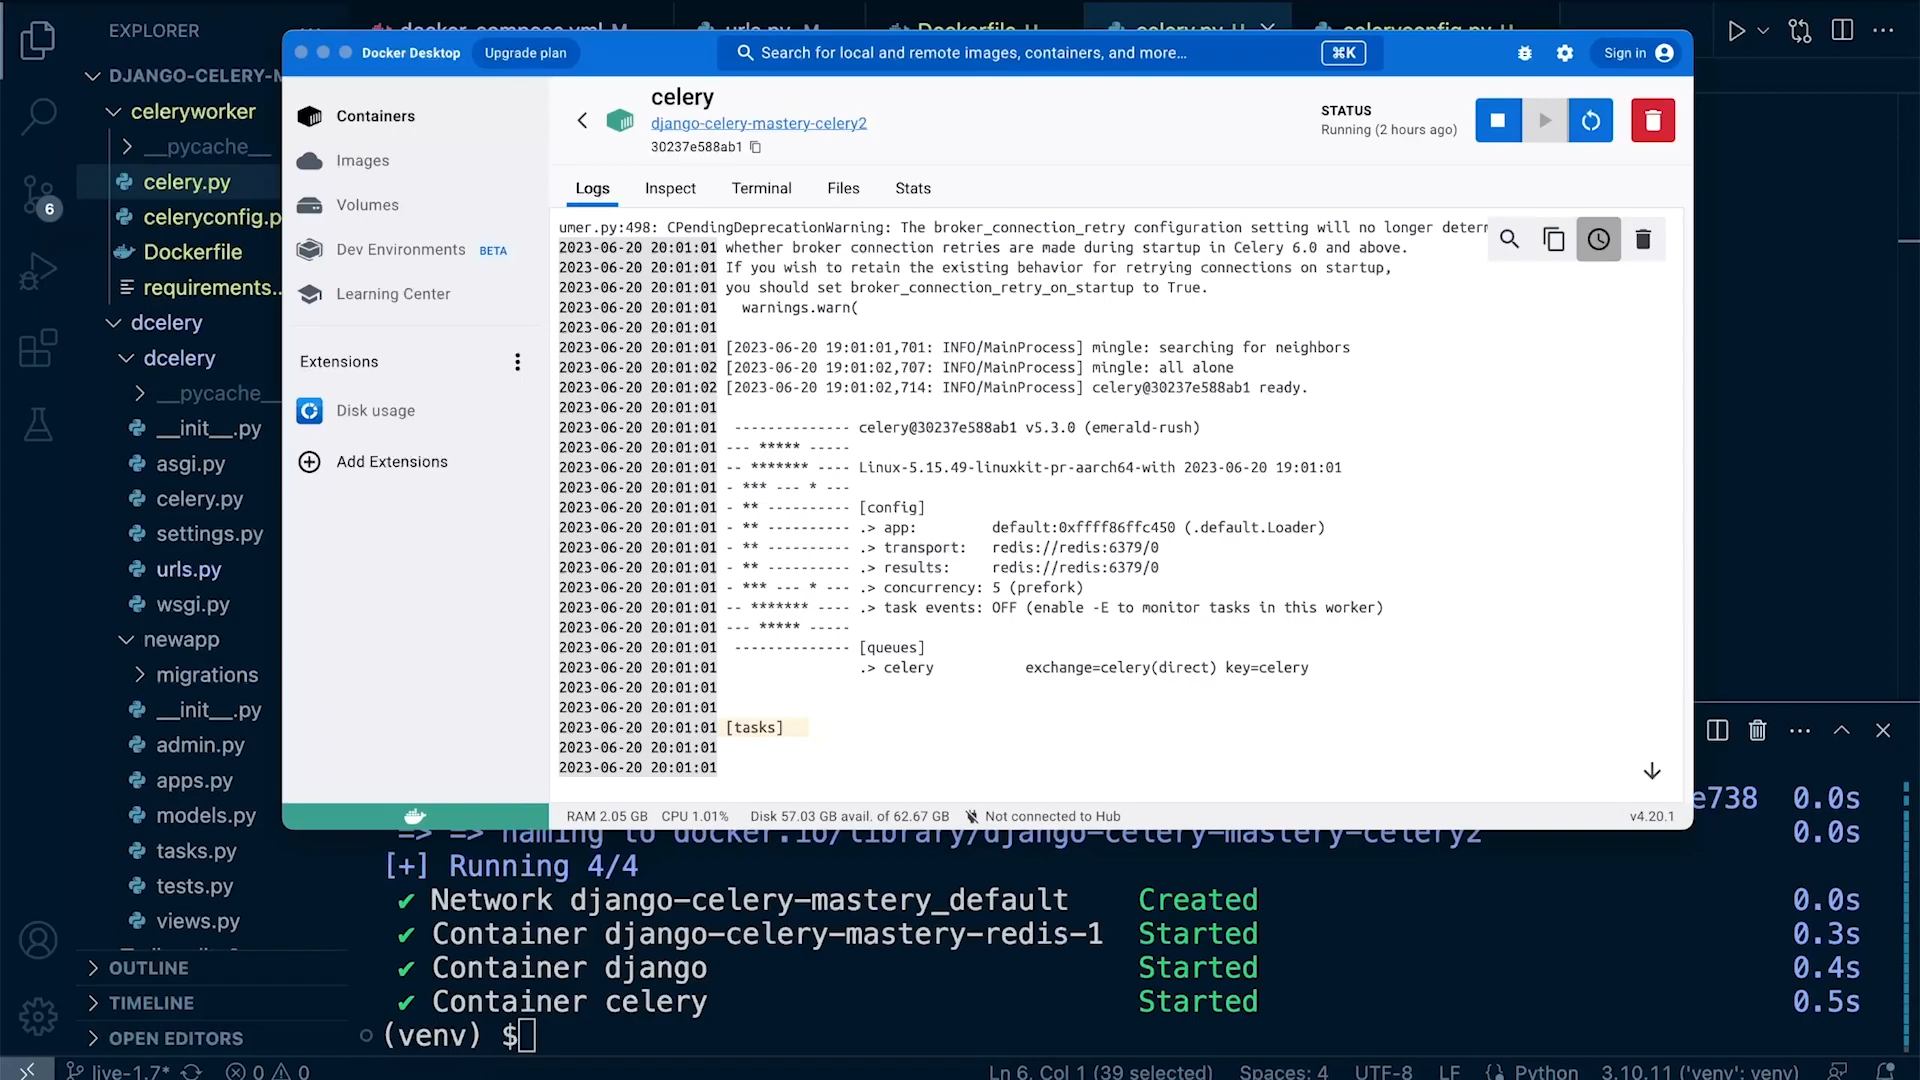 EXPLORER
DJANGO-CELERY-M
celeryworker
__pycache__
celery.py
celeryconfig.p
Dockerfile
requirements...
dcelery
dcelery
__pycache__
__init__.py
asgi.py
celery.py
settings.py
urls.py
wsgi.py
newapp
migrations
__init__.py
admin.py
apps.py
models.py
tasks.py
tests.py
views.py
OUTLINE
TIMELINE
OPEN EDITORS
6
Docker Desktop
Upgrade plan
Search for local and remote images, containers, and more...
⌘K
Sign in
Containers
Images
Volumes
Dev Environments BETA
Learning Center
Extensions
Disk usage
Add Extensions
celery
django-celery-mastery-celery2
30237e588ab1
STATUS
Running (2 hours ago)
Logs Inspect Terminal Files Stats
umer.py:498: CPendingDeprecationWarning: The broker_connection_retry configuration setting will no longer deter
2023-06-20 20:01:01 whether broker connection retries are made during startup in Celery 6.0 and above.
2023-06-20 20:01:01 If you wish to retain the existing behavior for retrying connections on startup,
2023-06-20 20:01:01 you should set broker_connection_retry_on_startup to True.
2023-06-20 20:01:01   warnings.warn(
2023-06-20 20:01:01
2023-06-20 20:01:01 [2023-06-20 19:01:01,701: INFO/MainProcess] mingle: searching for neighbors
2023-06-20 20:01:02 [2023-06-20 19:01:02,707: INFO/MainProcess] mingle: all alone
2023-06-20 20:01:02 [2023-06-20 19:01:02,714: INFO/MainProcess] celery@30237e588ab1 ready.
2023-06-20 20:01:01
2023-06-20 20:01:01  -------------- celery@30237e588ab1 v5.3.0 (emerald-rush)
2023-06-20 20:01:01 --- ***** -----
2023-06-20 20:01:01 -- ******* ---- Linux-5.15.49-linuxkit-pr-aarch64-with 2023-06-20 19:01:01
2023-06-20 20:01:01 - *** --- * ---
2023-06-20 20:01:01 - ** ---------- [config]
2023-06-20 20:01:01 - ** ---------- .> app:         default:0xffff86ffc450 (.default.Loader)
2023-06-20 20:01:01 - ** ---------- .> transport:   redis://redis:6379/0
2023-06-20 20:01:01 - ** ---------- .> results:     redis://redis:6379/0
2023-06-20 20:01:01 - *** --- * --- .> concurrency: 5 (prefork)
2023-06-20 20:01:01 -- ******* ---- .> task events: OFF (enable -E to monitor tasks in this worker)
2023-06-20 20:01:01 --- ***** -----
2023-06-20 20:01:01  -------------- [queues]
2023-06-20 20:01:01                 .> celery           exchange=celery(direct) key=celery
2023-06-20 20:01:01
2023-06-20 20:01:01
2023-06-20 20:01:01 [tasks]
2023-06-20 20:01:01
2023-06-20 20:01:01
RAM 2.05 GB CPU 1.01% Disk 57.03 GB avail. of 62.67 GB Not connected to Hub v4.20.1
e738 0.0s
=> => naming to docker.io/library/django-celery-mastery-celery2 0.0s
[+] Running 4/4
✔ Network django-celery-mastery_default Created 0.0s
✔ Container django-celery-mastery-redis-1 Started 0.3s
✔ Container django Started 0.4s
✔ Container celery Started 0.5s
(venv) $
live-1.7* 0 0 Ln 6, Col 1 (39 selected) Spaces: 4 UTF-8 LF {} Python 3.10.11 ('venv': venv)